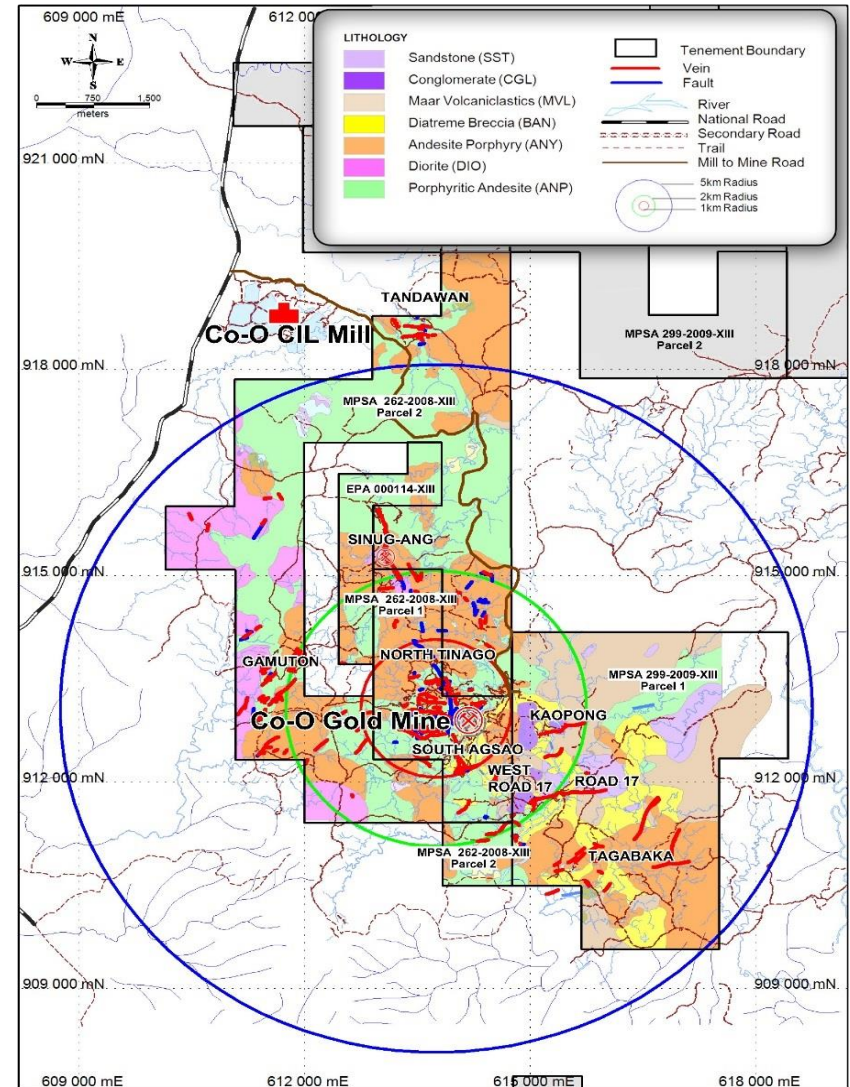 609 000 mE
612 000 mE
N
W
E
S
0 750 1,500
meters
LITHOLOGY
Sandstone (SST)
Conglomerate (CGL)
Maar Volcaniclastics (MVL)
Diatreme Breccia (BAN)
Andesite Porphyry (ANY)
Diorite (DIO)
Porphyritic Andesite (ANP)
Tenement Boundary
Vein
Fault
River
National Road
Secondary Road
Trail
Mill to Mine Road
5km Radius
2km Radius
1km Radius
921 000 mN
TANDAWAN
Co-O CIL Mill
MPSA 299-2009-XIII
Parcel 2
918 000 mN
918 000 mN
MPSA 262-2008-XIII
Parcel 2
EPA 000114-XIII
SINUG-ANG
915 000 mN
915 000 mN
MPSA 262-2008-XIII
Parcel 1
GAMUTON
NORTH TINAGO
MPSA 299-2009-XIII
Parcel 1
Co-O Gold Mine
KAOPONG
SOUTH AGSAO
WEST
ROAD 17
ROAD 17
912 000 mN
912 000 mN
MPSA 262-2008-XIII
Parcel 2
TAGABAKA
909 000 mN
909 000 mN
609 000 mE
612 000 mE
615 000 mE
618 000 mE